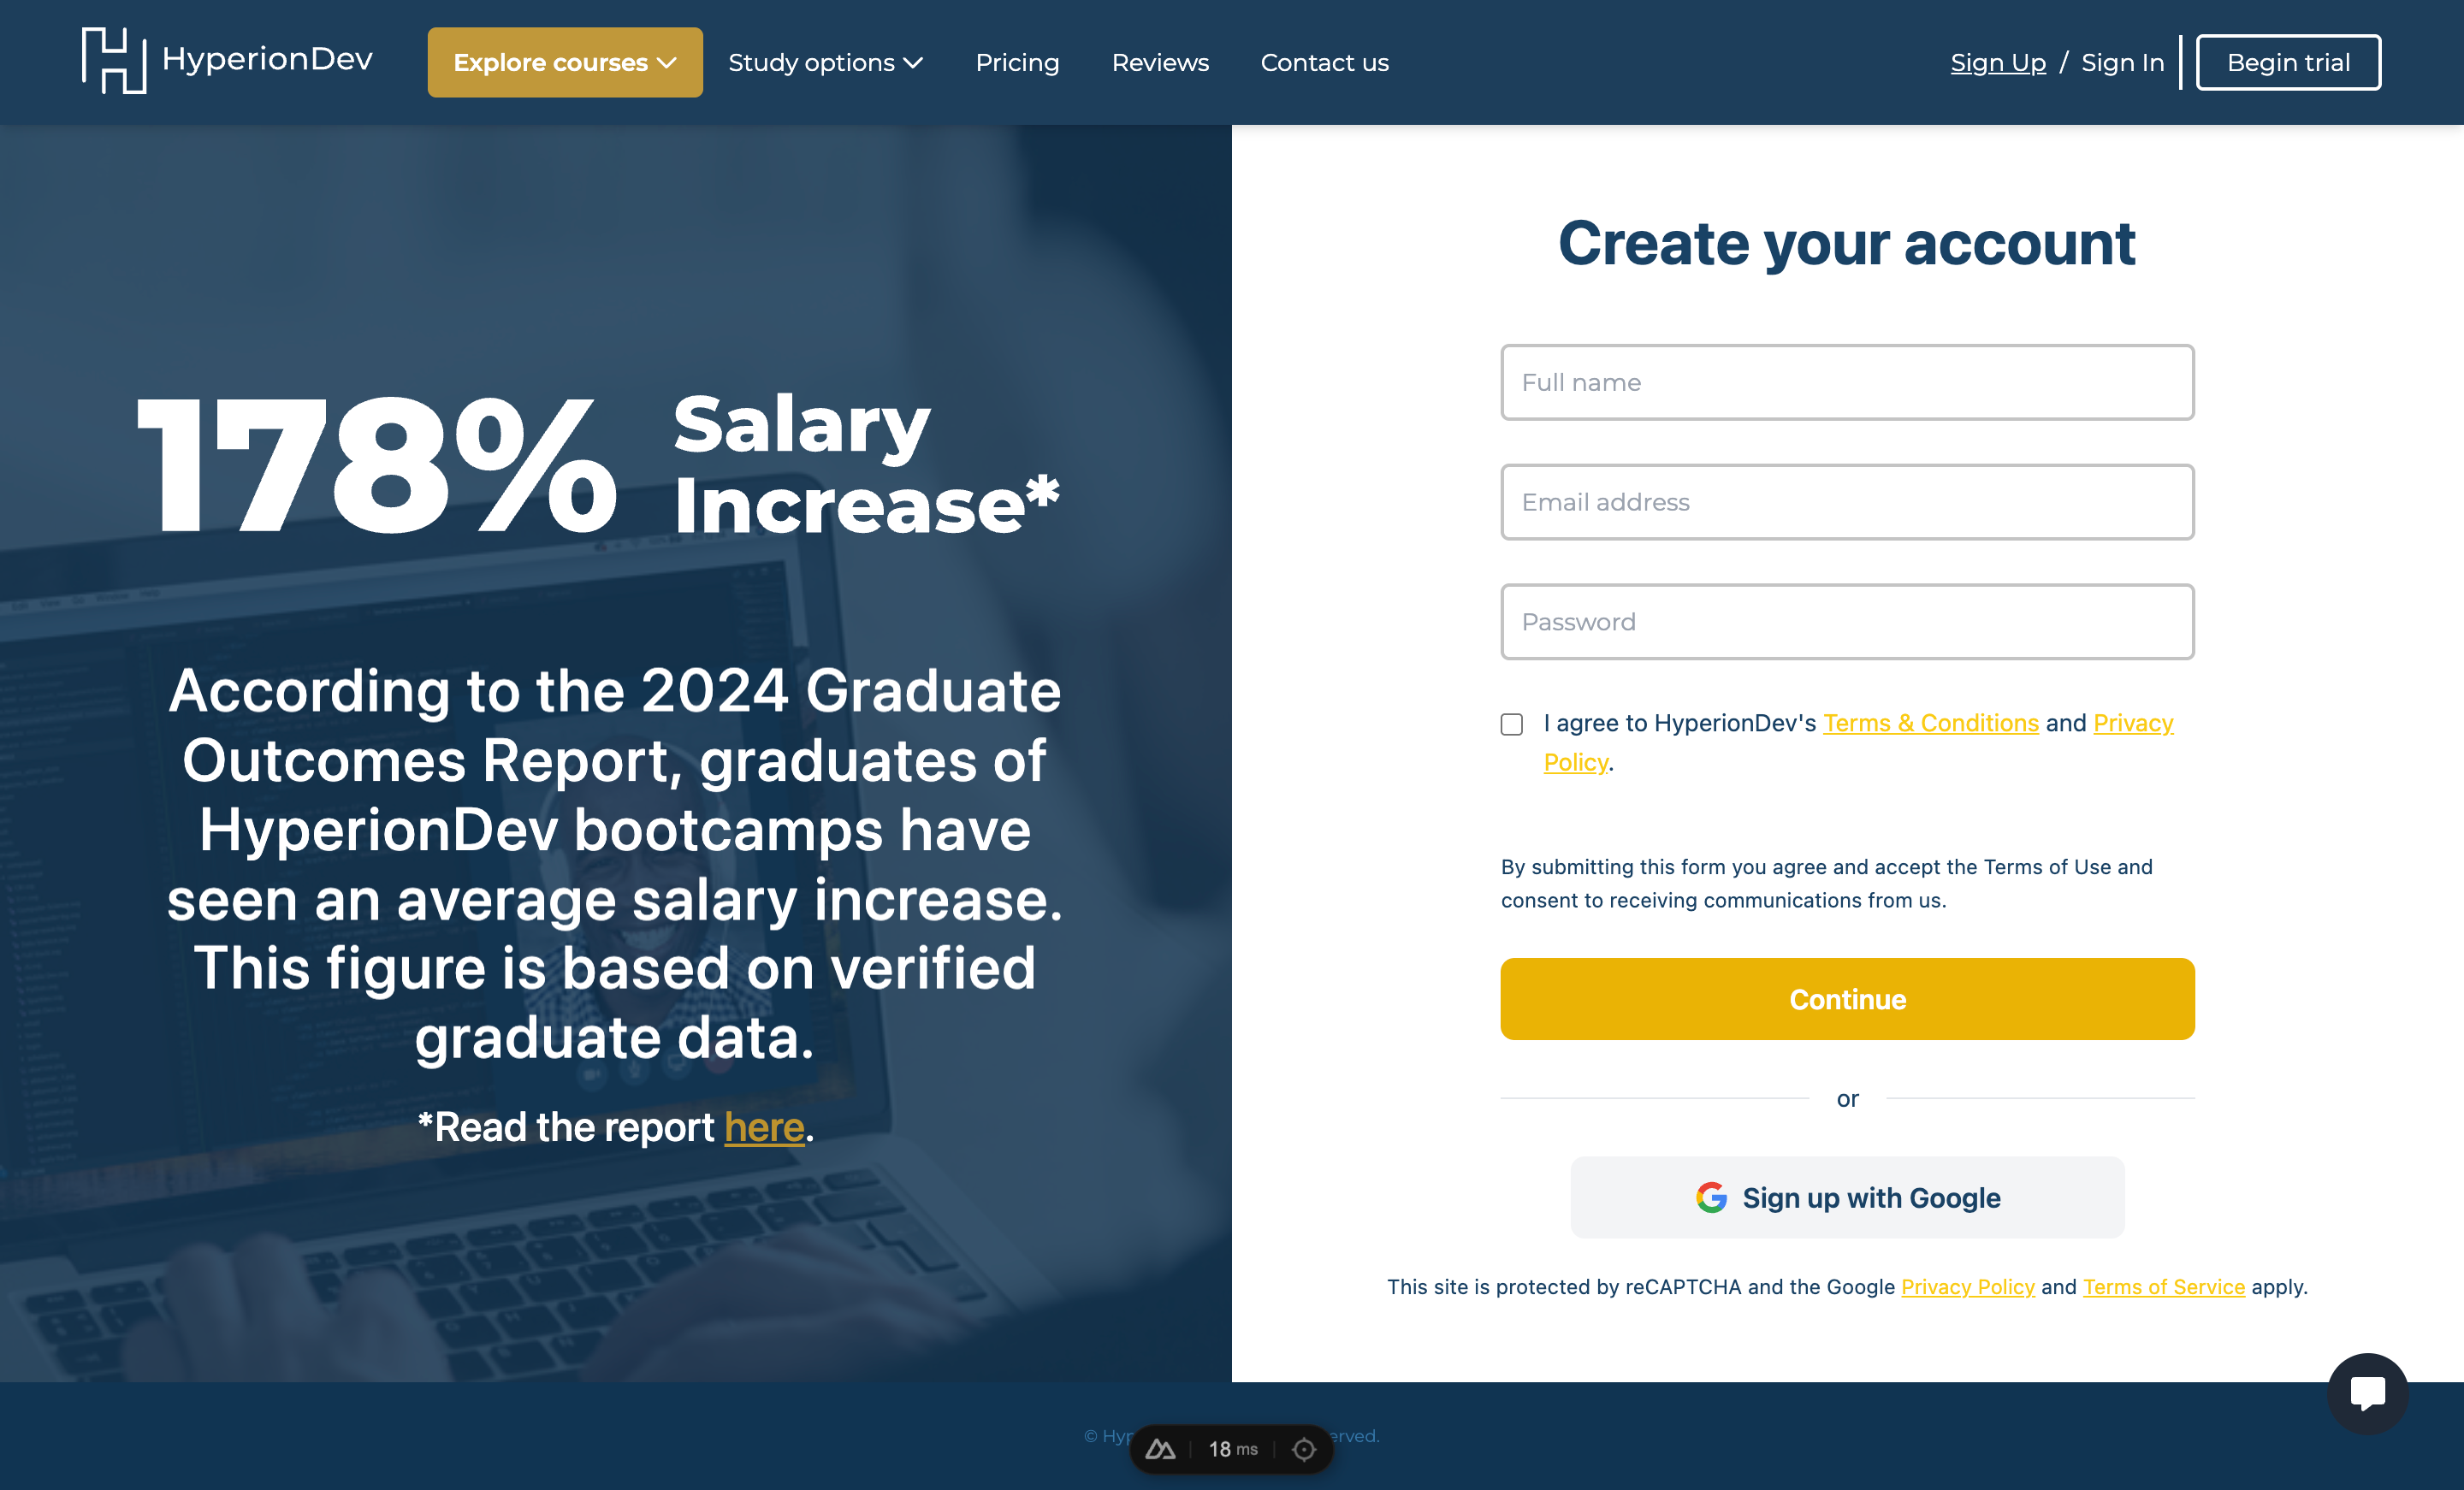 HyperionDev
Explore courses
Study options
Pricing
Reviews
Contact us
Sign Up / Sign In
Begin trial
178%
Salary
Increase*
According to the 2024 Graduate
Outcomes Report, graduates of
HyperionDev bootcamps have
seen an average salary increase.
This figure is based on verified
graduate data.
*Read the report here.
Create your account
Full name
Email address
Password
I agree to HyperionDev's Terms & Conditions and Privacy
Policy.
By submitting this form you agree and accept the Terms of Use and
consent to receiving communications from us.
Continue
or
Sign up with Google
This site is protected by reCAPTCHA and the Google Privacy Policy and Terms of Service apply.
©
18 ms